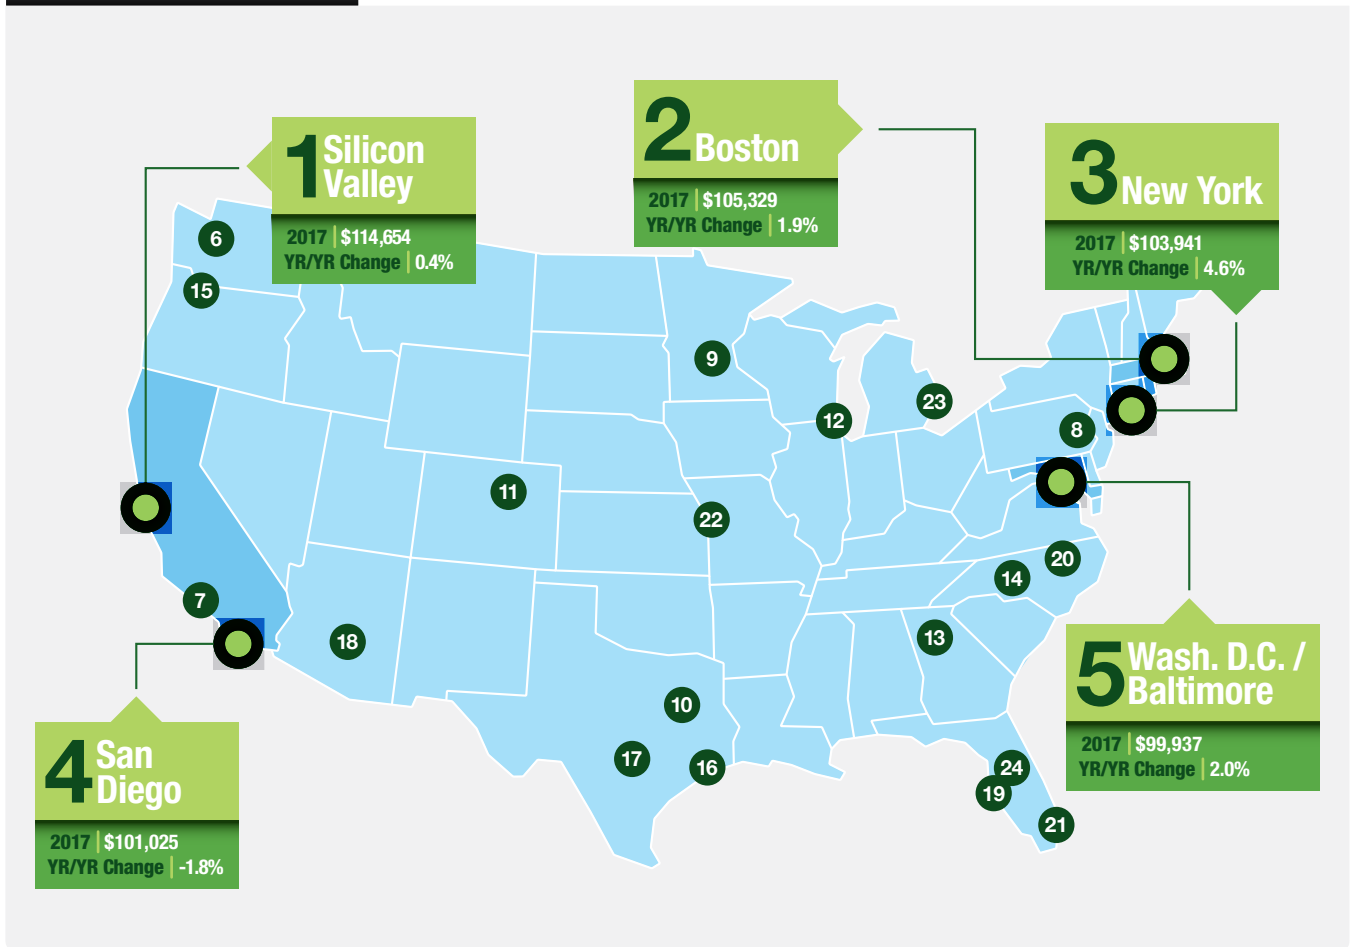 1 Silicon
Valley
2017 | $114,654
YR/YR Change | 0.4%
2 Boston
2017 | $105,329
YR/YR Change | 1.9%
3 New York
2017 | $103,941
YR/YR Change | 4.6%
6
15
9
23
12
8
11
22
20
14
7
18
13
10
17
16
24
19
21
4 San
Diego
2017 | $101,025
YR/YR Change | -1.8%
5 Wash. D.C. /
Baltimore
2017 | $99,937
YR/YR Change | 2.0%